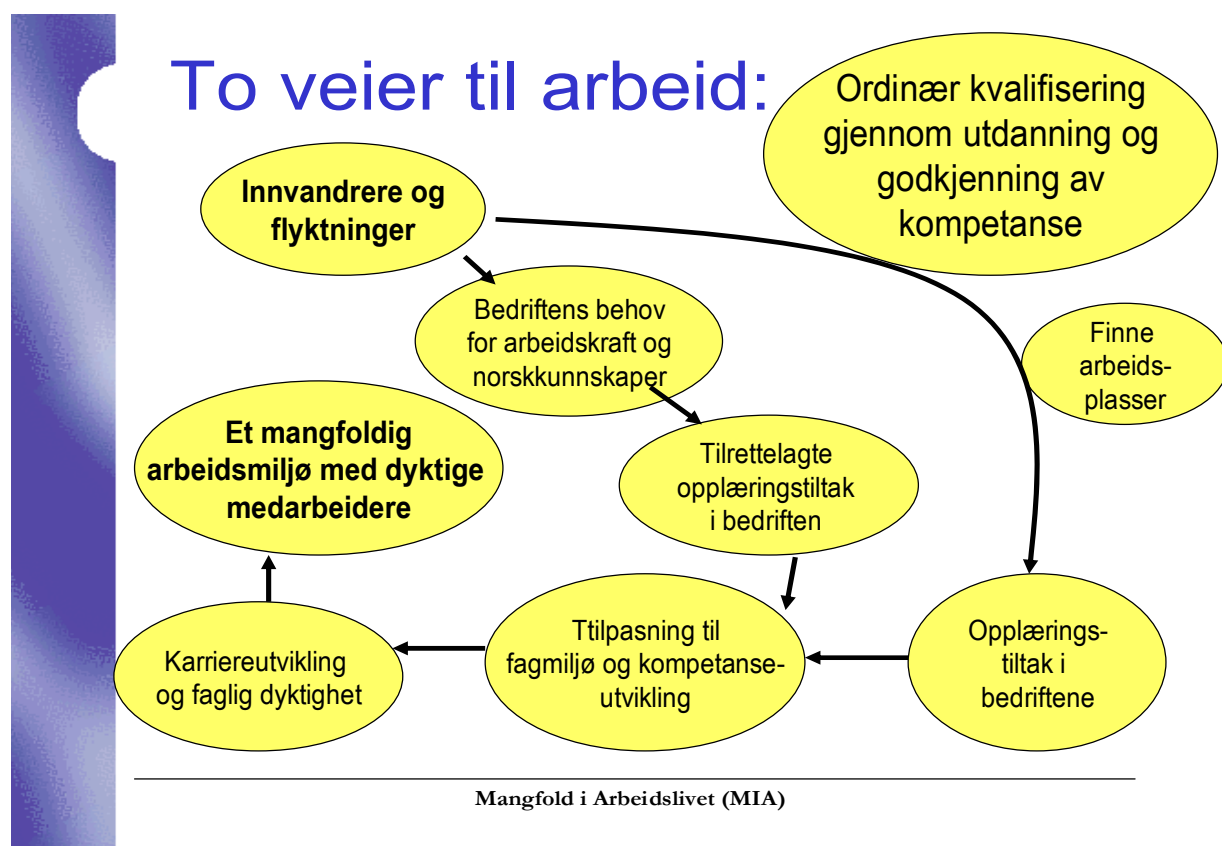 To veier til arbeid:
Ordinær kvalifisering
gjennom utdanning og
godkjenning av
kompetanse
Innvandrere og
flyktninger
Bedriftens behov
for arbeidskraft og
norskkunnskaper
Finne
arbeids-
plasser
Et mangfoldig
arbeidsmiljø med dyktige
medarbeidere
Tilrettelagte
opplæringstiltak
i bedriften
Karriereutvikling
og faglig dyktighet
Ttilpasning til
fagmiljø og kompetanse-
utvikling
Opplærings-
tiltak i
bedriftene
Mangfold i Arbeidslivet (MIA)